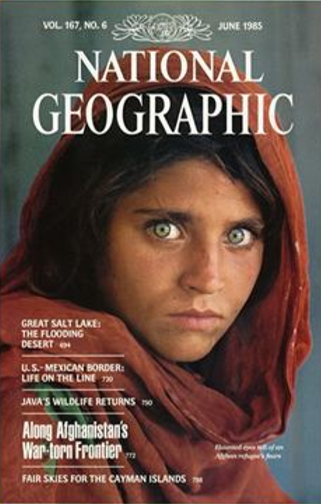 VOL. 167, NO. 6 JUNE 1985
NATIONAL
GEOGRAPHIC
GREAT SALT LAKE:
THE FLOODING
DESERT 694
U.S.-MEXICAN BORDER:
LIFE ON THE LINE 720
JAVA'S WILDLIFE RETURNS 750
Along Afghanistan's
War-torn Frontier 772
FAIR SKIES FOR THE CAYMAN ISLANDS 798
Haunted eyes tell of an
Afghan refugee's fears